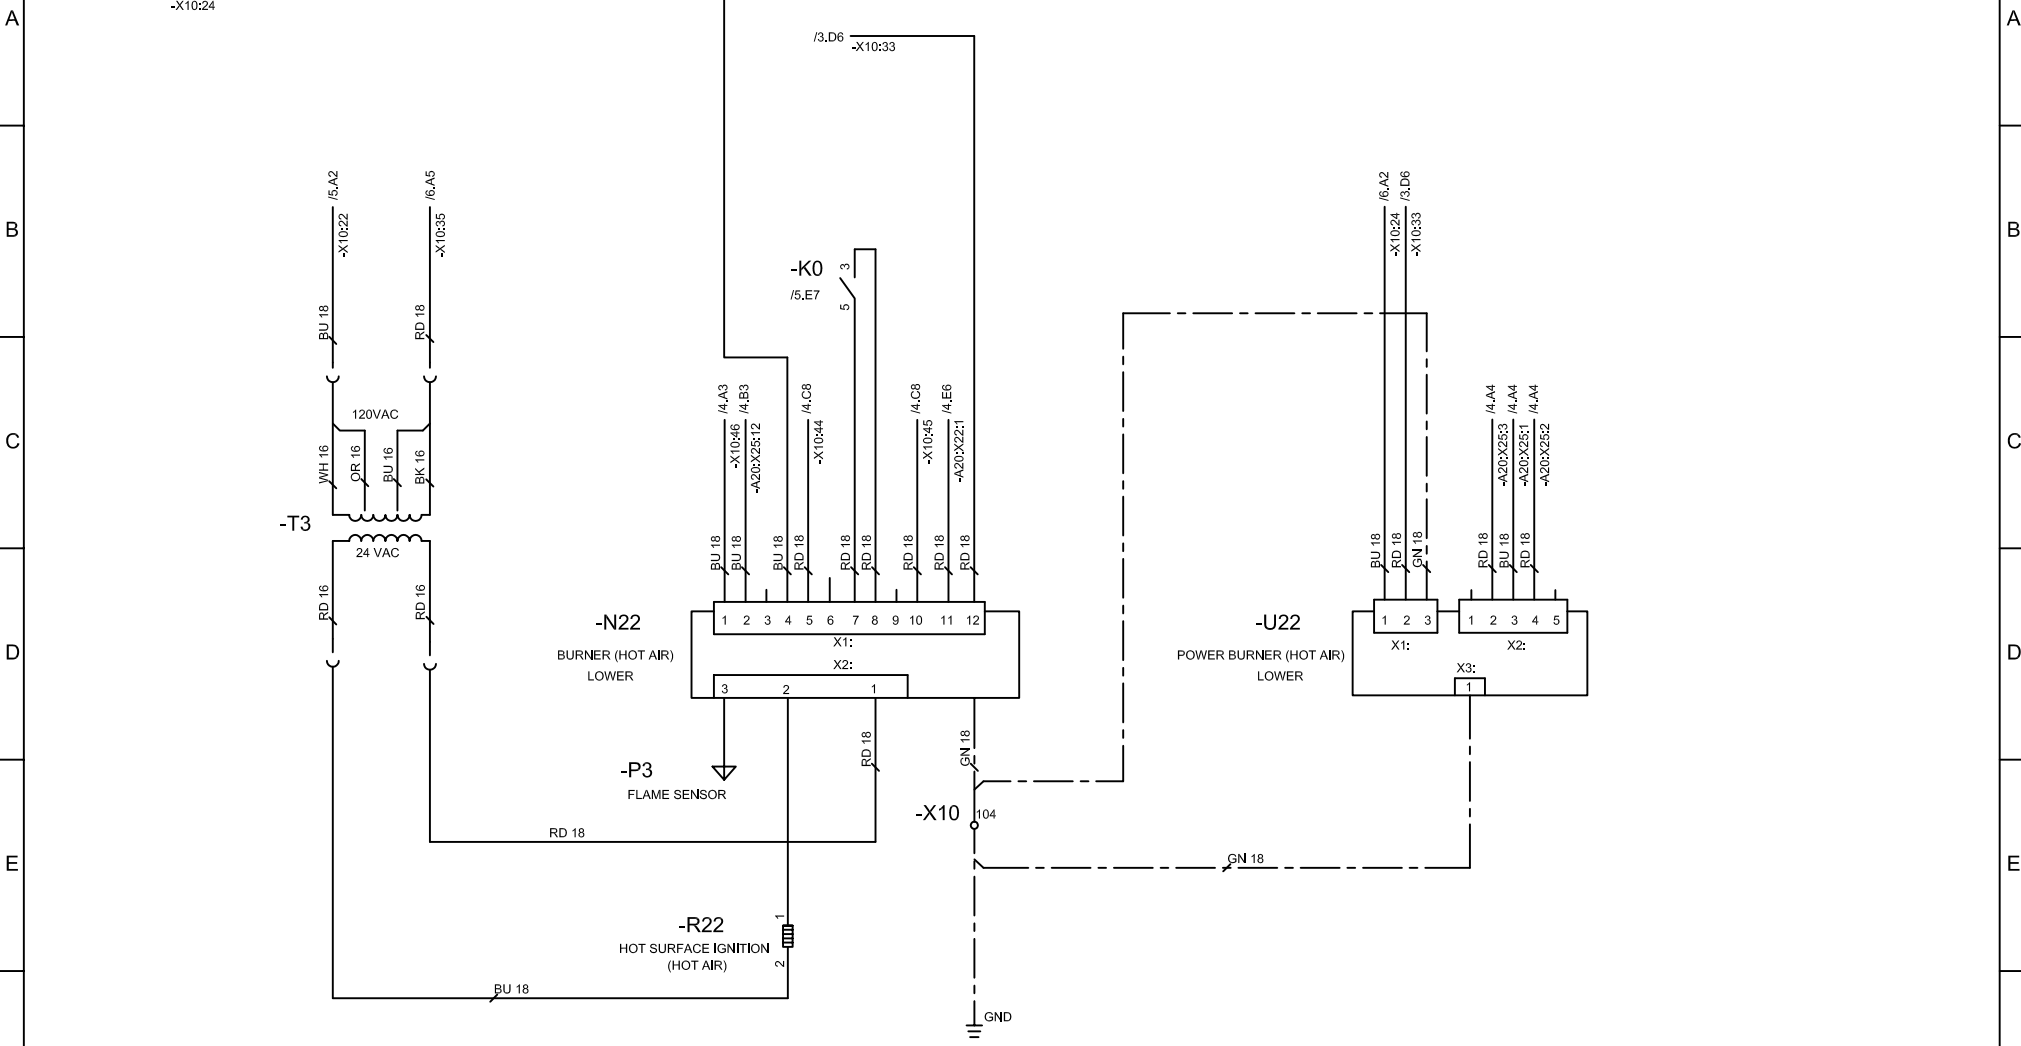 A
-X10:24
A
/3.D6
-X10:33
B
B
/5.A2
-X10:22
/6.A5
-X10:35
/6.A2
-X10:24
/3.D6
-X10:33
-K0
/5.E7
3
5
BU 18
RD 18
C
C
120VAC
WH 16
OR 16
BU 16
BK 16
-T3
24 VAC
/4.A3
-X10:46
/4.B3
-A20:X25:12
/4.C8
-X10:44
/4.C8
-X10:45
/4.E6
-A20:X22:1
/4.A4
-A20:X25:3
/4.A4
-A20:X25:1
/4.A4
-A20:X25:2
BU 18
BU 18
BU 18
RD 18
RD 18
RD 18
RD 18
RD 18
RD 18
BU 18
RD 18
GN 18
RD 18
BU 18
RD 18
RD 16
RD 16
D
D
-N22
BURNER (HOT AIR)
LOWER
1 2 3 4 5 6 7 8 9 10 11 12
X1:
X2:
3 2 1
-U22
POWER BURNER (HOT AIR)
LOWER
1 2 3
X1:
1 2 3 4 5
X2:
X3:
1
RD 18
GN 18
-P3
FLAME SENSOR
-X10
104
RD 18
E
E
GN 18
-R22
HOT SURFACE IGNITION
(HOT AIR)
1
2
BU 18
GND